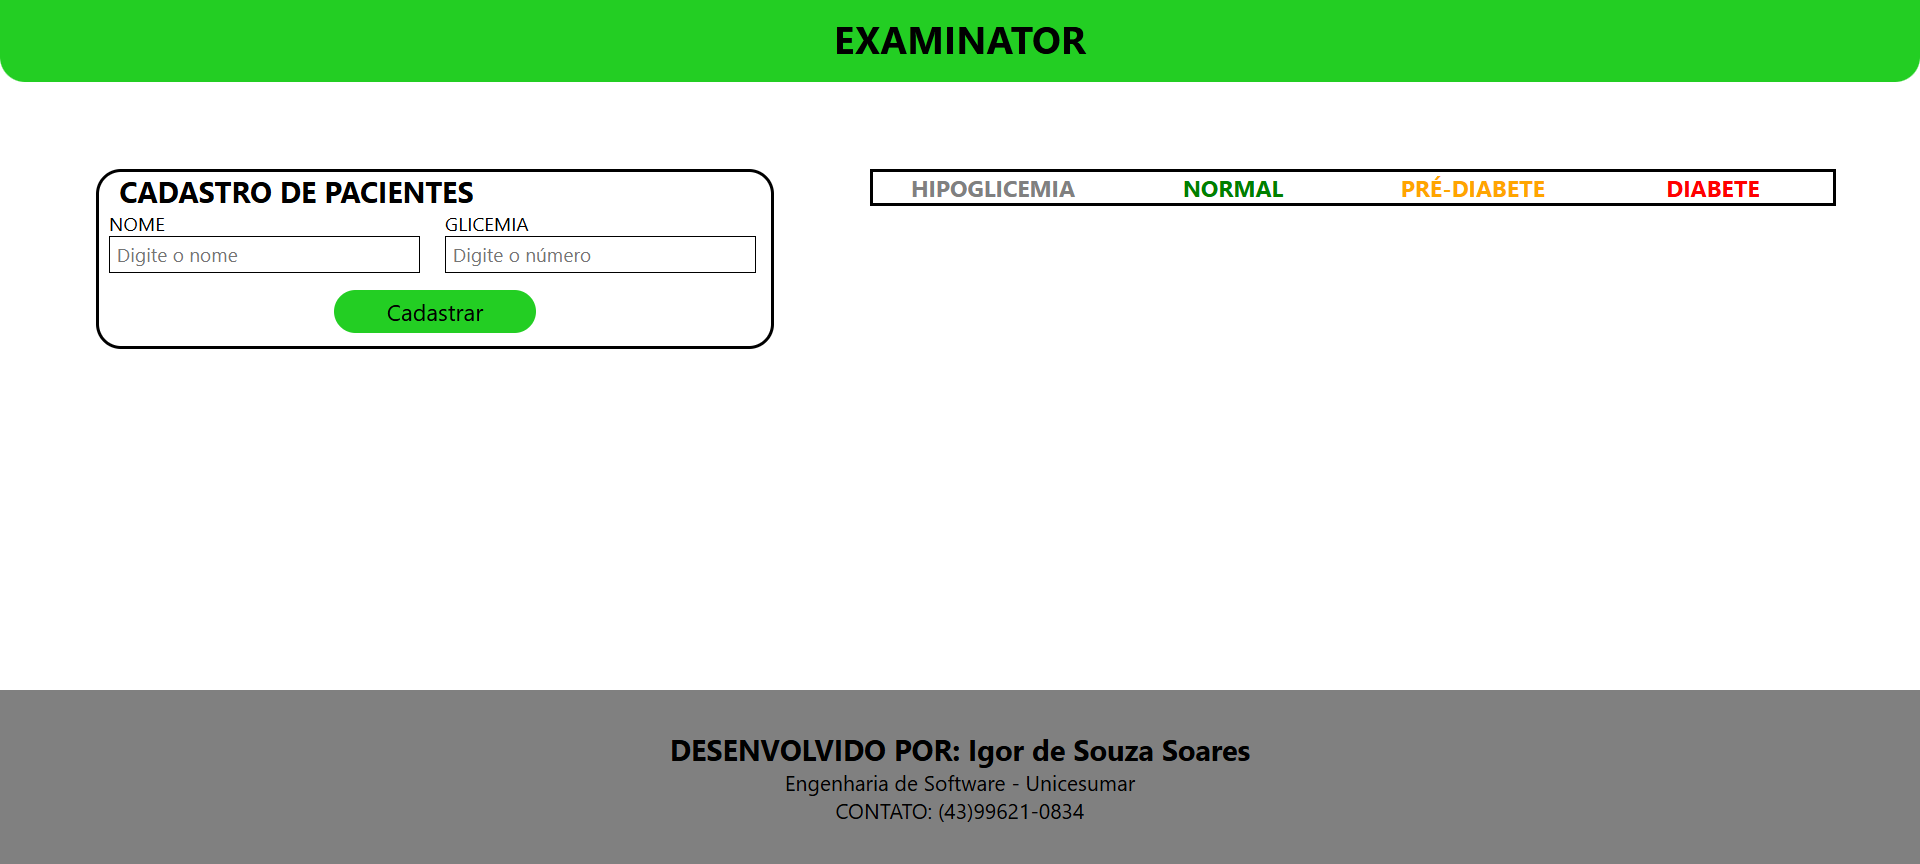 EXAMINATOR
CADASTRO DE PACIENTES
NOME
GLICEMIA
Digite o nome
Digite o número
Cadastrar
HIPOGLICEMIA NORMAL PRÉ-DIABETE DIABETE
DESENVOLVIDO POR: Igor de Souza Soares
Engenharia de Software - Unicesumar
CONTATO: (43)99621-0834